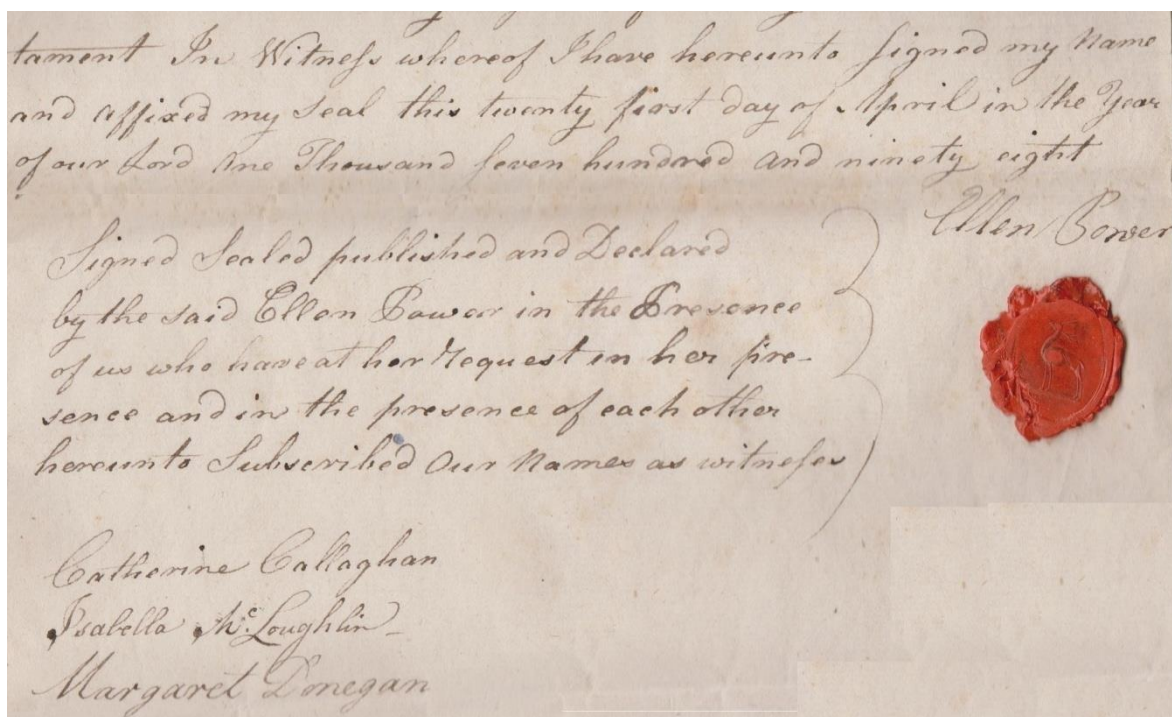 tament In Witness whereof I have hereunto signed my Name
and affixed my Seal this twenty first day of April in the Year
of our Lord One Thousand seven hundred and ninety eight
Ellen Power
Signed Sealed published and Declared
by the said Ellen Power in the Presence
of us who have at her Request in her pre-
sence and in the presence of each other
hereunto Subscribed Our Names as witnesses
Catherine Callaghan
Isabella Mc. Loughlin
Margaret Donegan